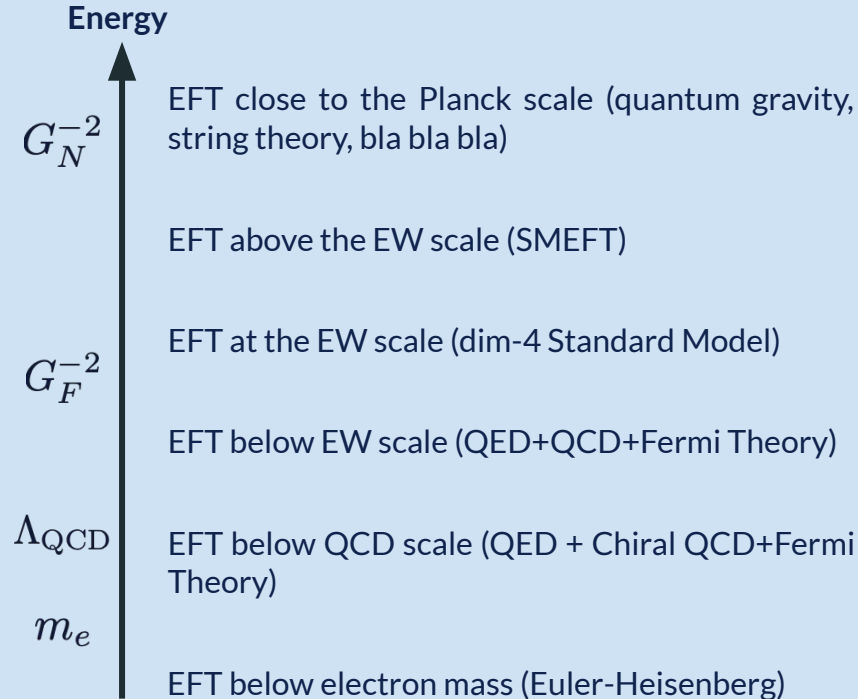 Energy
EFT close to the Planck scale (quantum gravity,
string theory, bla bla bla)
G_N^{-2}
EFT above the EW scale (SMEFT)
EFT at the EW scale (dim-4 Standard Model)
G_F^{-2}
EFT below EW scale (QED+QCD+Fermi Theory)
Λ_QCD
EFT below QCD scale (QED + Chiral QCD+Fermi
Theory)
m_e
EFT below electron mass (Euler-Heisenberg)